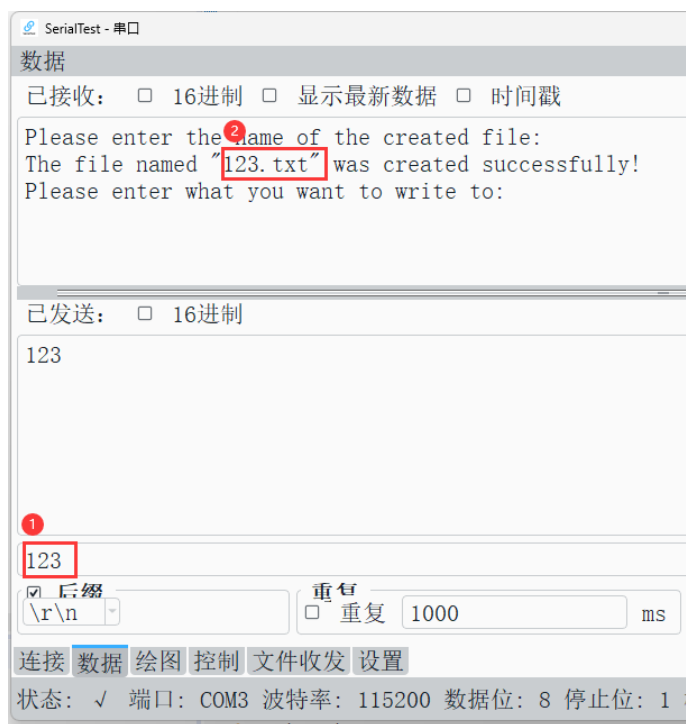 SerialTest - 串口
数据
已接收： 16进制 显示最新数据 时间戳
Please enter the name of the created file:
The file named "123.txt" was created successfully!
Please enter what you want to write to:
已发送： 16进制
123
123
后缀 重复
\r\n 重复 1000 ms
连接 数据 绘图 控制 文件收发 设置
状态: √ 端口: COM3 波特率: 115200 数据位: 8 停止位: 1
2
1